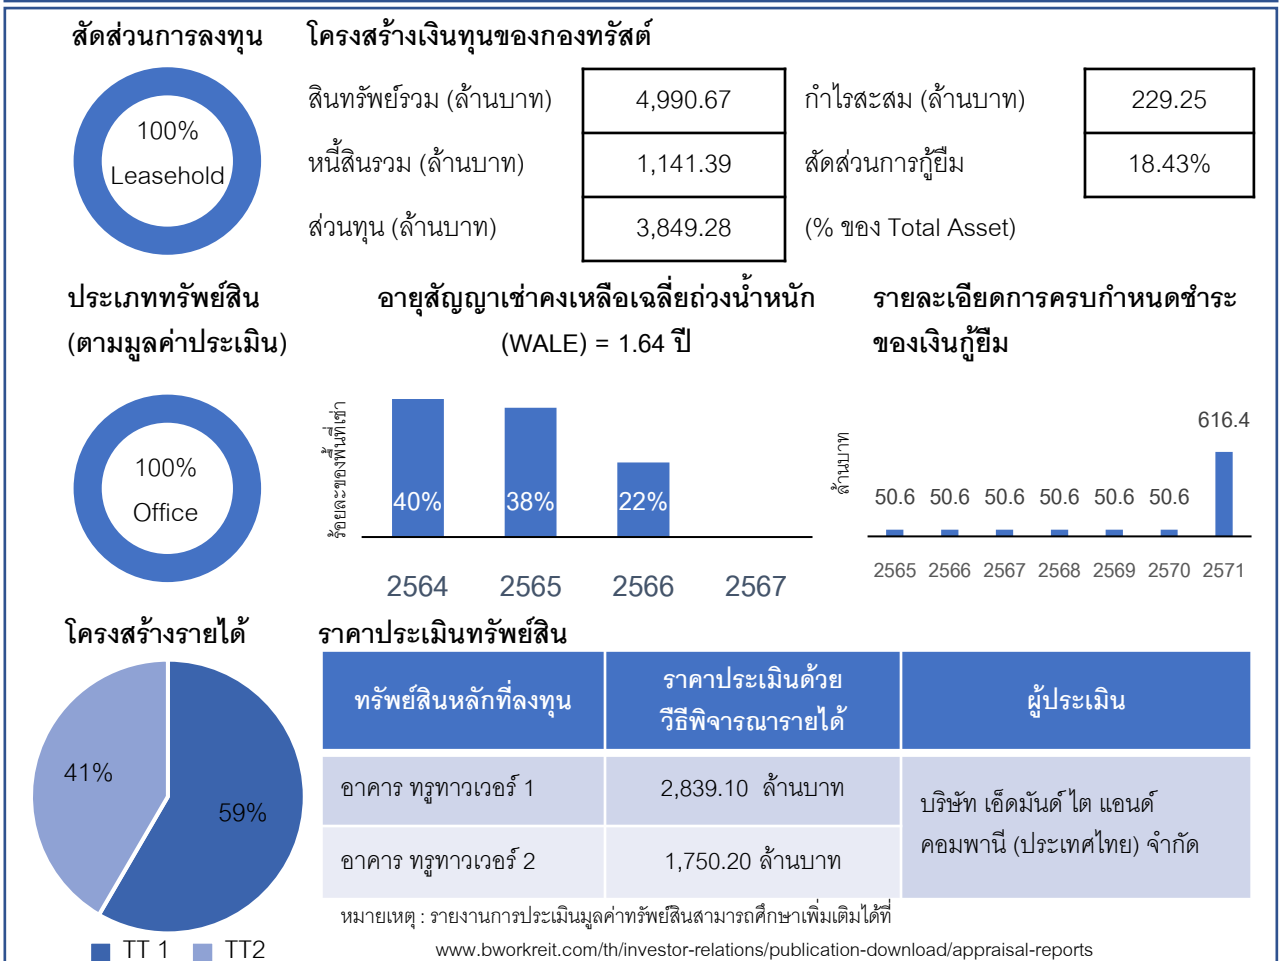 สัดส่วนการลงทุน
100%
Leasehold
โครงสร้างเงินทุนของกองทรัสต์
สินทรัพย์รวม (ล้านบาท) 4,990.67 กำไรสะสม (ล้านบาท) 229.25
หนี้สินรวม (ล้านบาท) 1,141.39 สัดส่วนการกู้ยืม 18.43%
ส่วนทุน (ล้านบาท) 3,849.28 (% ของ Total Asset)
ประเภททรัพย์สิน
(ตามมูลค่าประเมิน)
100%
Office
อายุสัญญาเช่าคงเหลือเฉลี่ยถ่วงน้ำหนัก
(WALE) = 1.64 ปี
ร้อยละของพื้นที่เช่า
40% 38% 22%
2564 2565 2566 2567
รายละเอียดการครบกำหนดชำระ
ของเงินกู้ยืม
ล้านบาท
616.4
50.6 50.6 50.6 50.6 50.6 50.6
2565 2566 2567 2568 2569 2570 2571
โครงสร้างรายได้
41%
59%
TT 1 TT2
ราคาประเมินทรัพย์สิน
ทรัพย์สินหลักที่ลงทุน
ราคาประเมินด้วย
วีธีพิจารณารายได้
ผู้ประเมิน
อาคาร ทรูทาวเวอร์ 1 2,839.10 ล้านบาท
อาคาร ทรูทาวเวอร์ 2 1,750.20 ล้านบาท
บริษัท เอ็ดมันด์ ไต แอนด์
คอมพานี (ประเทศไทย) จำกัด
หมายเหตุ : รายงานการประเมินมูลค่าทรัพย์สินสามารถศึกษาเพิ่มเติมได้ที่
www.bworkreit.com/th/investor-relations/publication-download/appraisal-reports